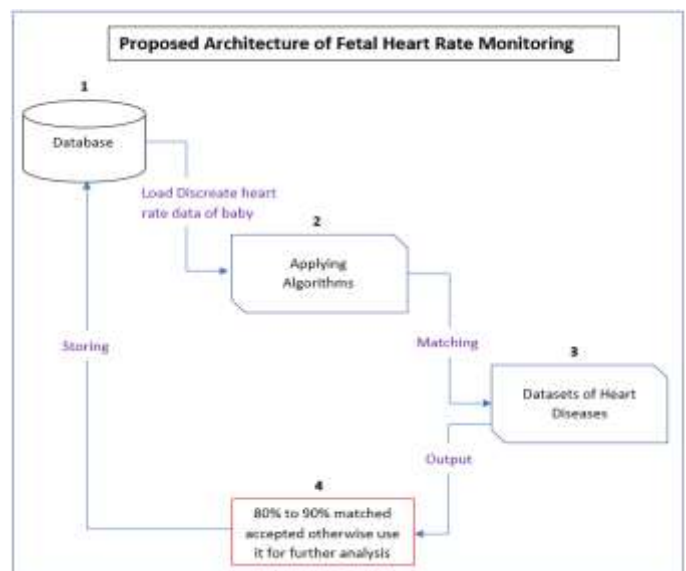 Proposed Architecture of Fetal Heart Rate Monitoring
1
Database
Load Discreate heart
rate data of baby
2
Applying
Algorithms
Storing
Matching
3
Datasets of Heart
Diseases
Output
4
80% to 90% matched
accepted otherwise use
it for further analysis